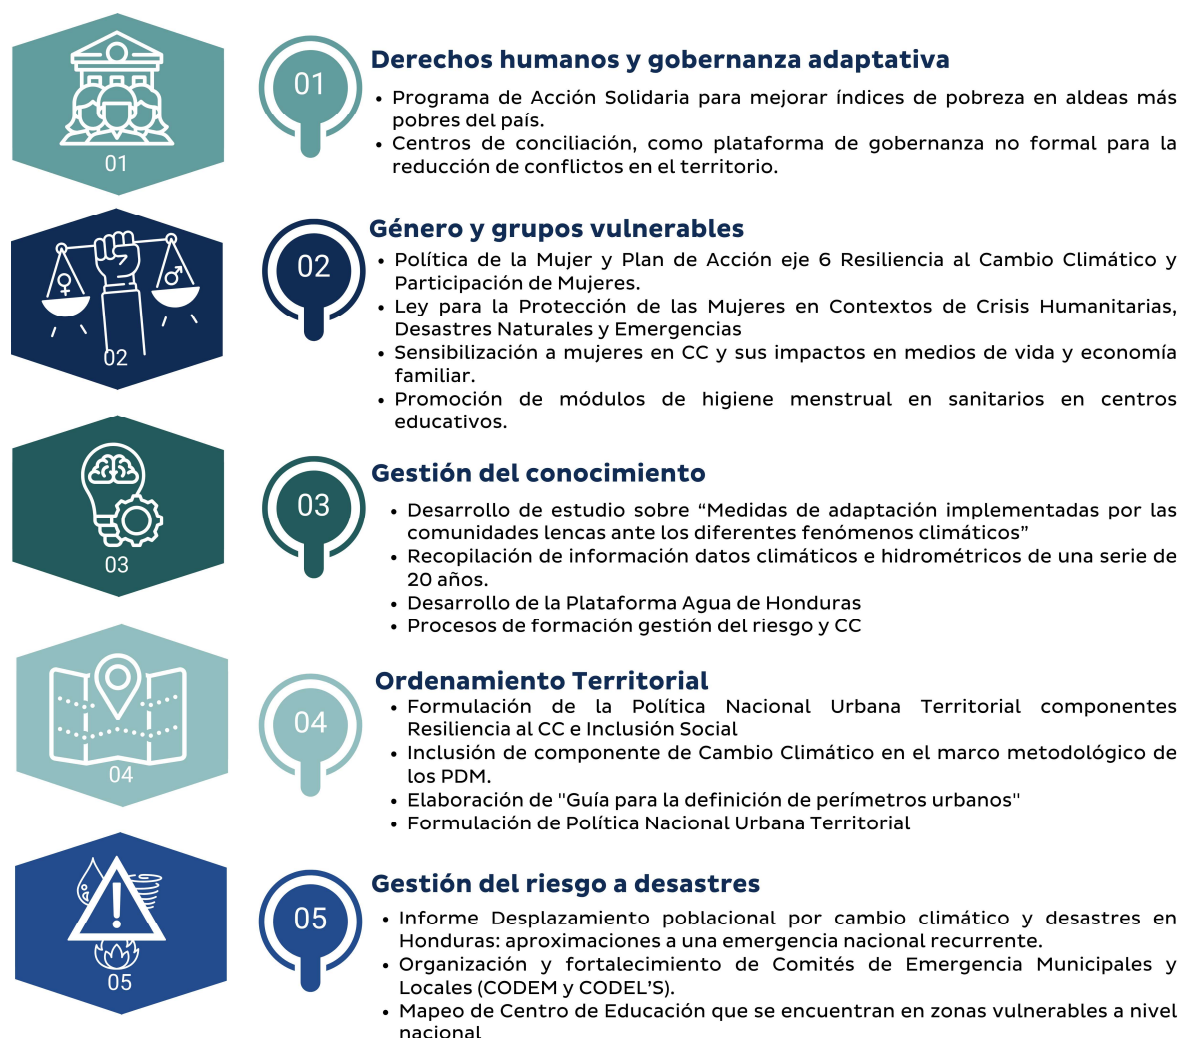 01
01
Derechos humanos y gobernanza adaptativa
• Programa de Acción Solidaria para mejorar índices de pobreza en aldeas más
pobres del país.
• Centros de conciliación, como plataforma de gobernanza no formal para la
reducción de conflictos en el territorio.
02
02
Género y grupos vulnerables
• Política de la Mujer y Plan de Acción eje 6 Resiliencia al Cambio Climático y
Participación de Mujeres.
• Ley para la Protección de las Mujeres en Contextos de Crisis Humanitarias,
Desastres Naturales y Emergencias
• Sensibilización a mujeres en CC y sus impactos en medios de vida y economía
familiar.
• Promoción de módulos de higiene menstrual en sanitarios en centros
educativos.
03
03
Gestión del conocimiento
• Desarrollo de estudio sobre “Medidas de adaptación implementadas por las
comunidades lencas ante los diferentes fenómenos climáticos”
• Recopilación de información datos climáticos e hidrométricos de una serie de
20 años.
• Desarrollo de la Plataforma Agua de Honduras
• Procesos de formación gestión del riesgo y CC
04
04
Ordenamiento Territorial
• Formulación de la Política Nacional Urbana Territorial componentes
Resiliencia al CC e Inclusión Social
• Inclusión de componente de Cambio Climático en el marco metodológico de
los PDM.
• Elaboración de "Guía para la definición de perímetros urbanos"
• Formulación de Política Nacional Urbana Territorial
05
05
Gestión del riesgo a desastres
• Informe Desplazamiento poblacional por cambio climático y desastres en
Honduras: aproximaciones a una emergencia nacional recurrente.
• Organización y fortalecimiento de Comités de Emergencia Municipales y
Locales (CODEM y CODEL’S).
• Mapeo de Centro de Educación que se encuentran en zonas vulnerables a nivel
nacional